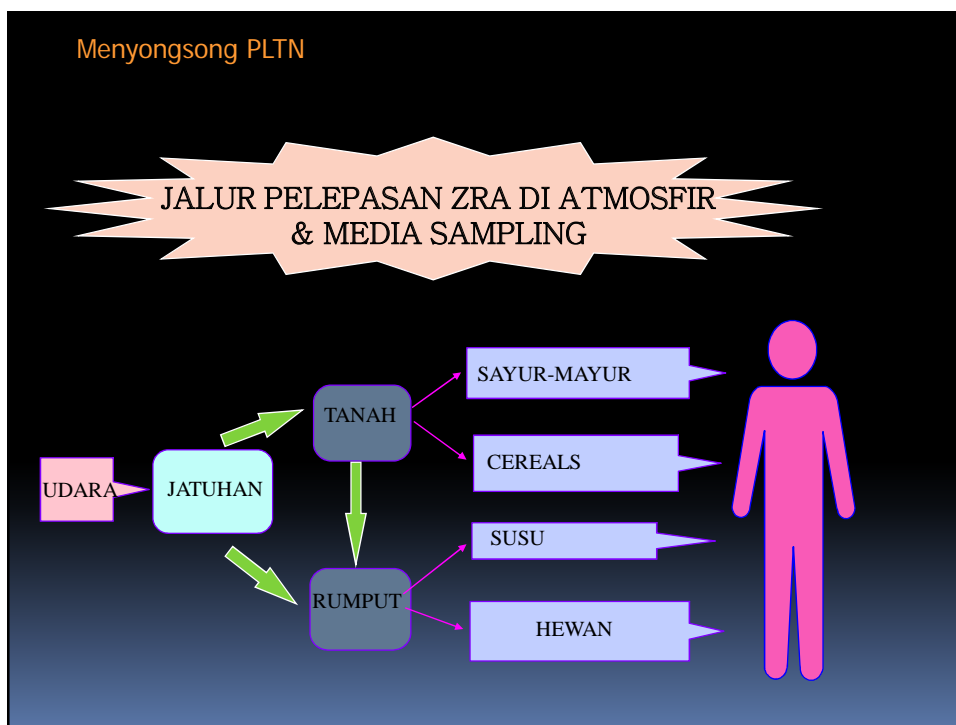 Menyongsong PLTN
JALUR PELEPASAN ZRA DI ATMOSFIR
& MEDIA SAMPLING
UDARA
JATUHAN
TANAH
RUMPUT
SAYUR-MAYUR
CEREALS
SUSU
HEWAN